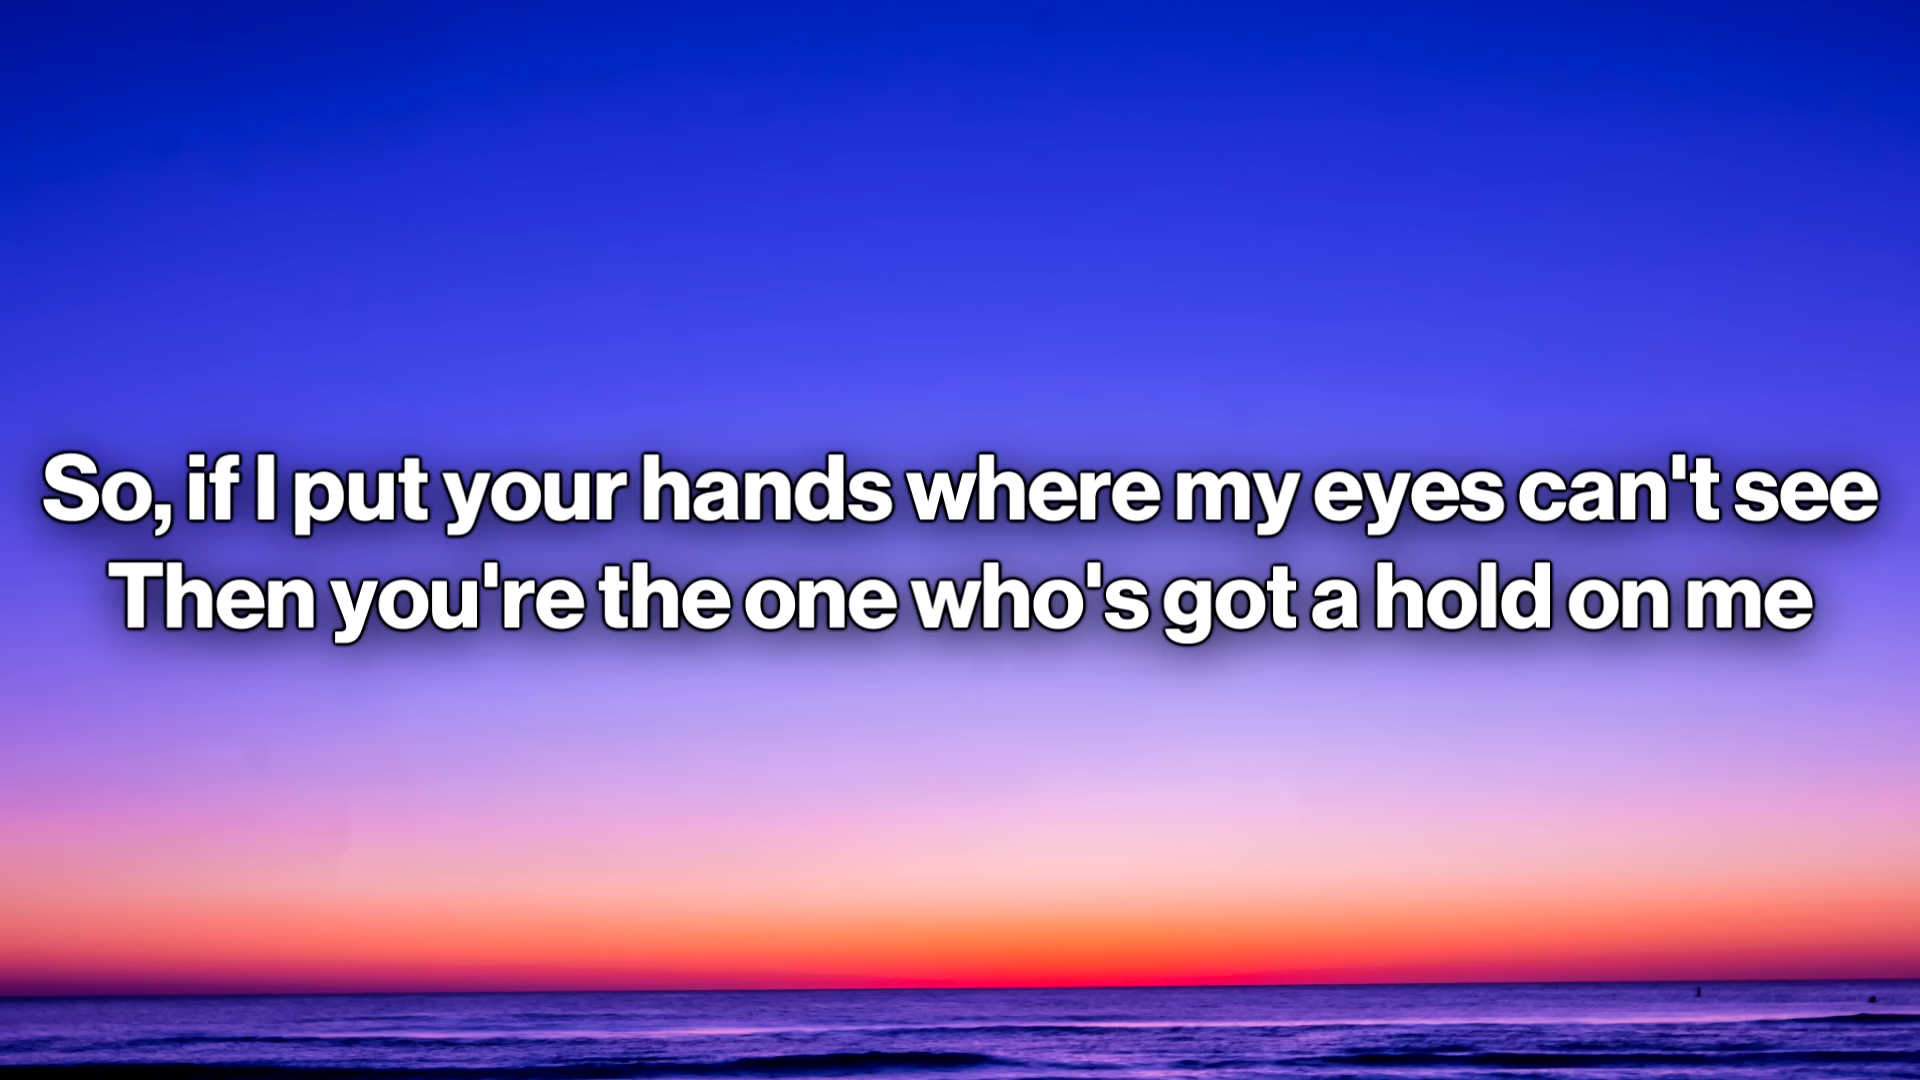 So, if I put your hands where my eyes can't see
Then you're the one who's got a hold on me